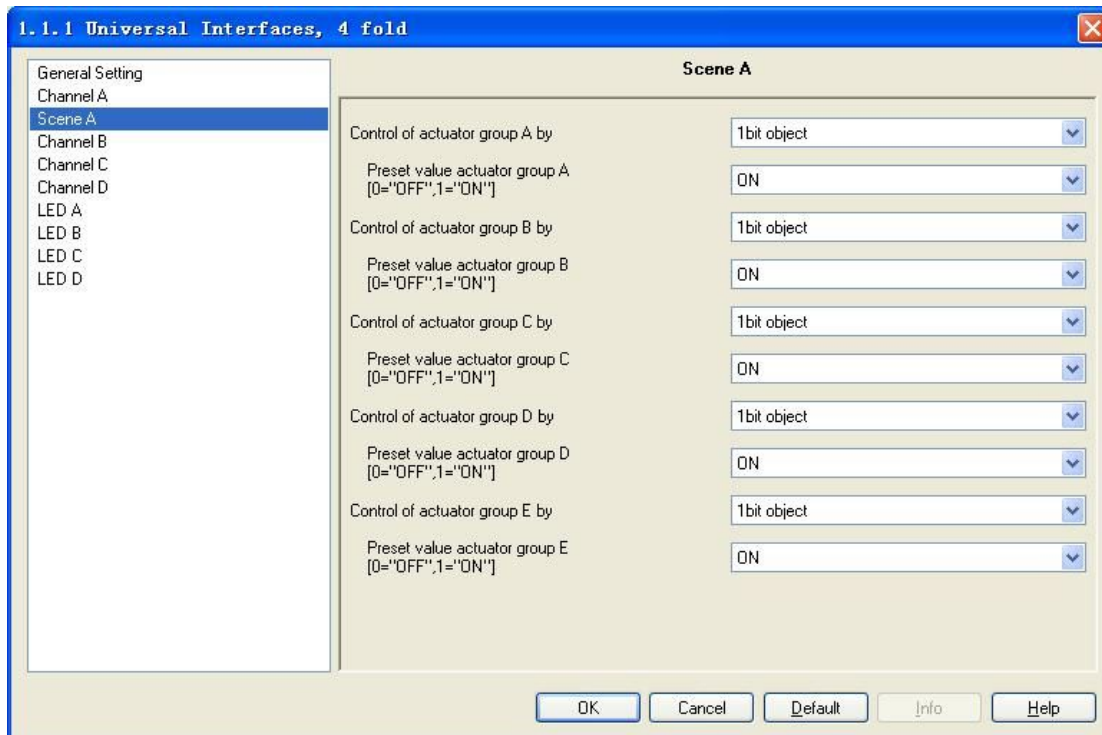 1.1.1 Universal Interfaces, 4 fold
General Setting
Channel A
Scene A
Channel B
Channel C
Channel D
LED A
LED B
LED C
LED D
Scene A
Control of actuator group A by
1bit object
Preset value actuator group A
[0="OFF",1="ON"]
ON
Control of actuator group B by
1bit object
Preset value actuator group B
[0="OFF",1="ON"]
ON
Control of actuator group C by
1bit object
Preset value actuator group C
[0="OFF",1="ON"]
ON
Control of actuator group D by
1bit object
Preset value actuator group D
[0="OFF",1="ON"]
ON
Control of actuator group E by
1bit object
Preset value actuator group E
[0="OFF",1="ON"]
ON
OK
Cancel
Default
Info
Help